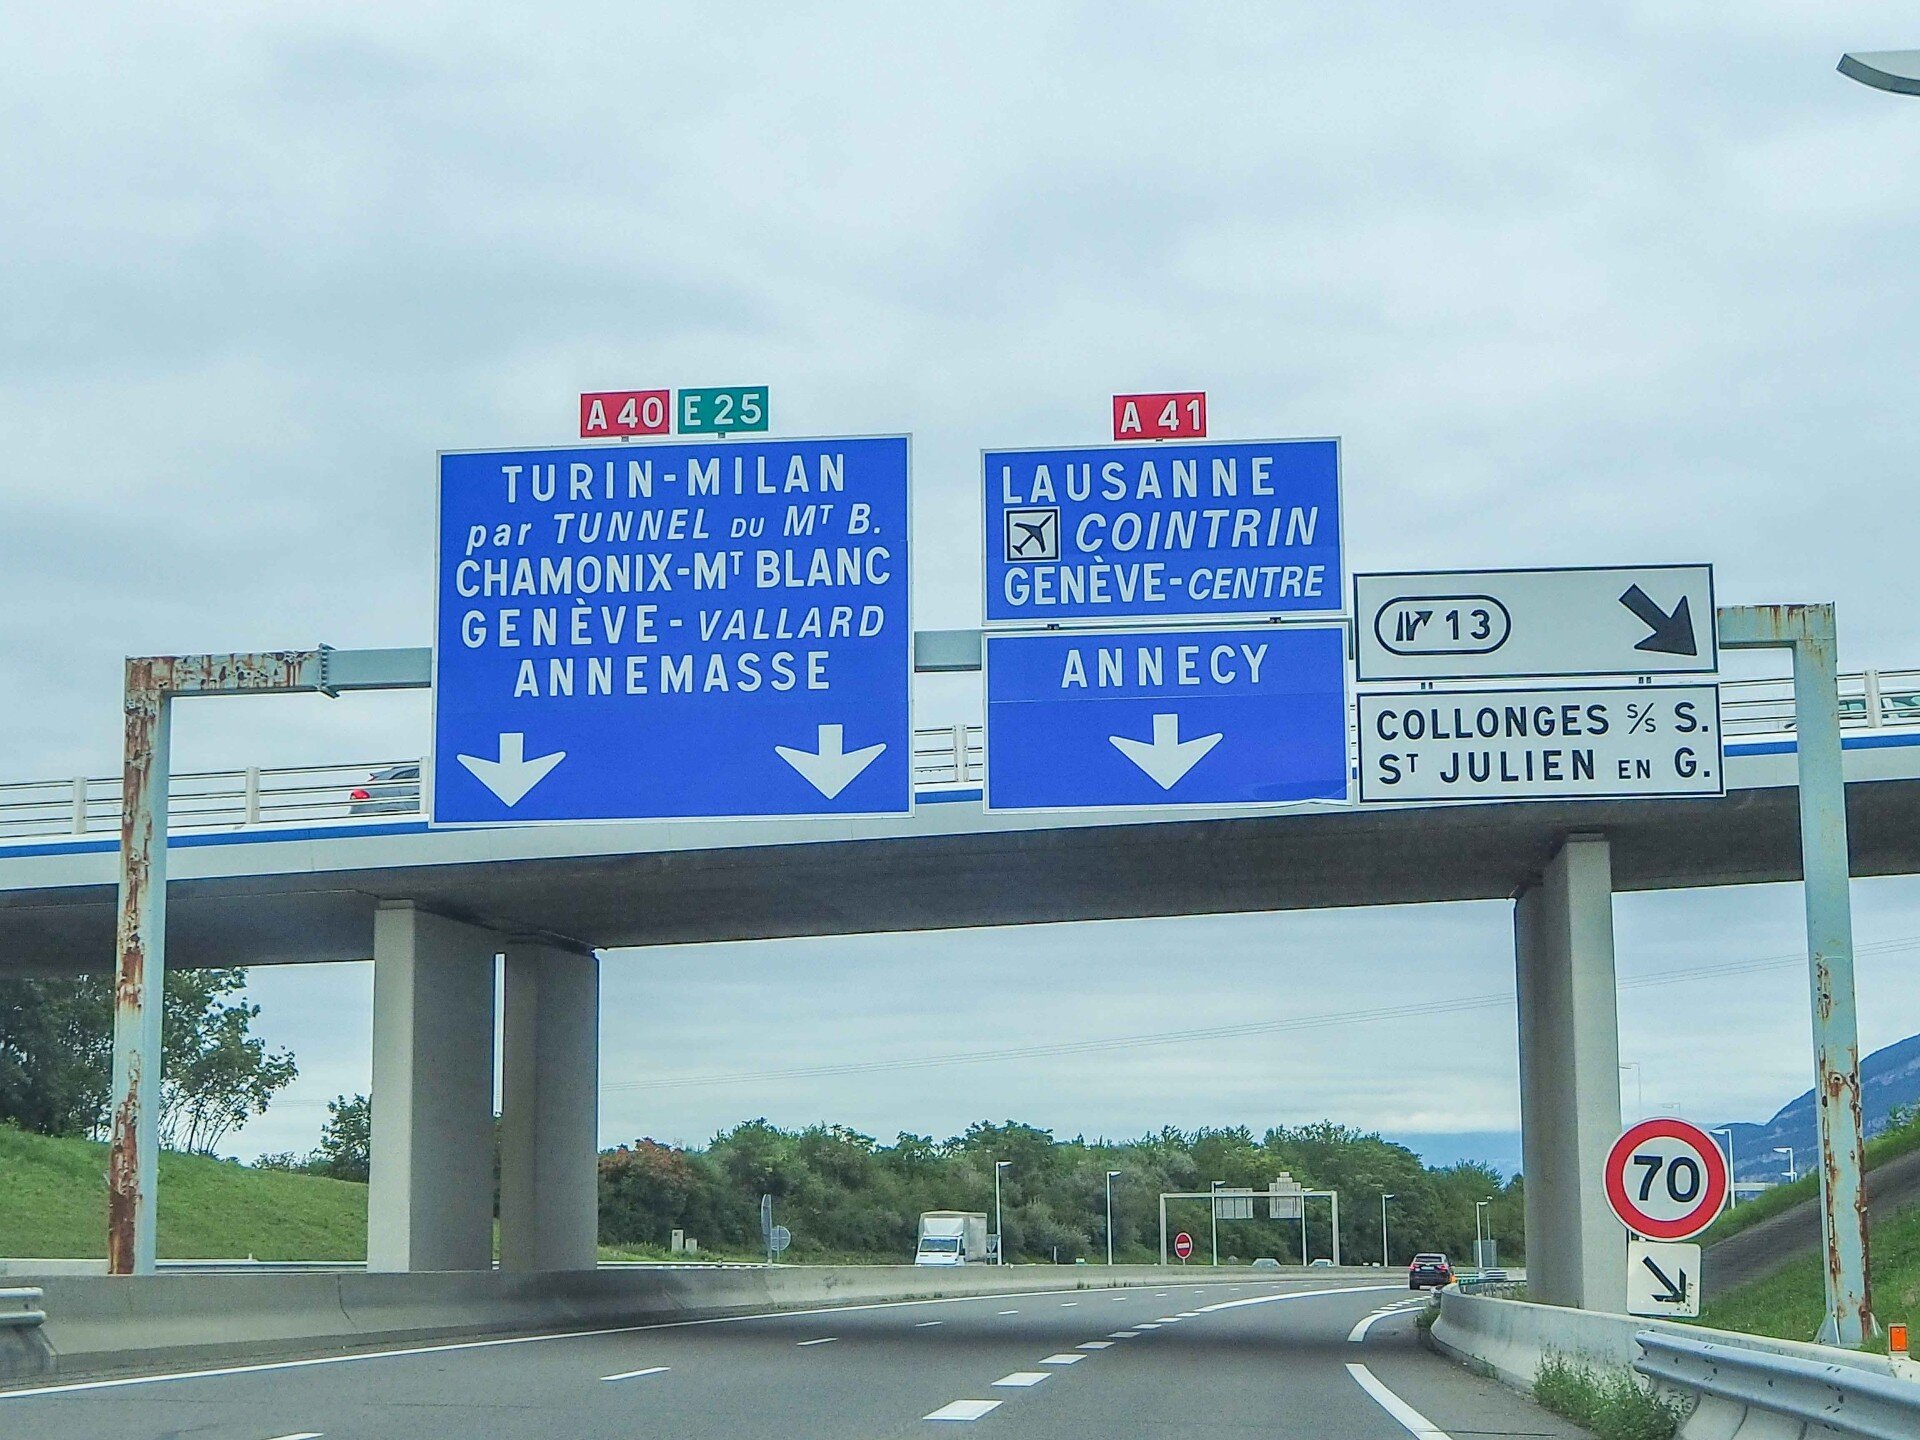 A 40 E 25
TURIN-MILAN
par TUNNEL DU MT B.
CHAMONIX-MT BLANC
GENÈVE-VALLARD
ANNEMASSE
A 41
LAUSANNE
COINTRIN
GENÈVE-CENTRE
ANNECY
13
COLLONGES S/S S.
ST JULIEN EN G.
70